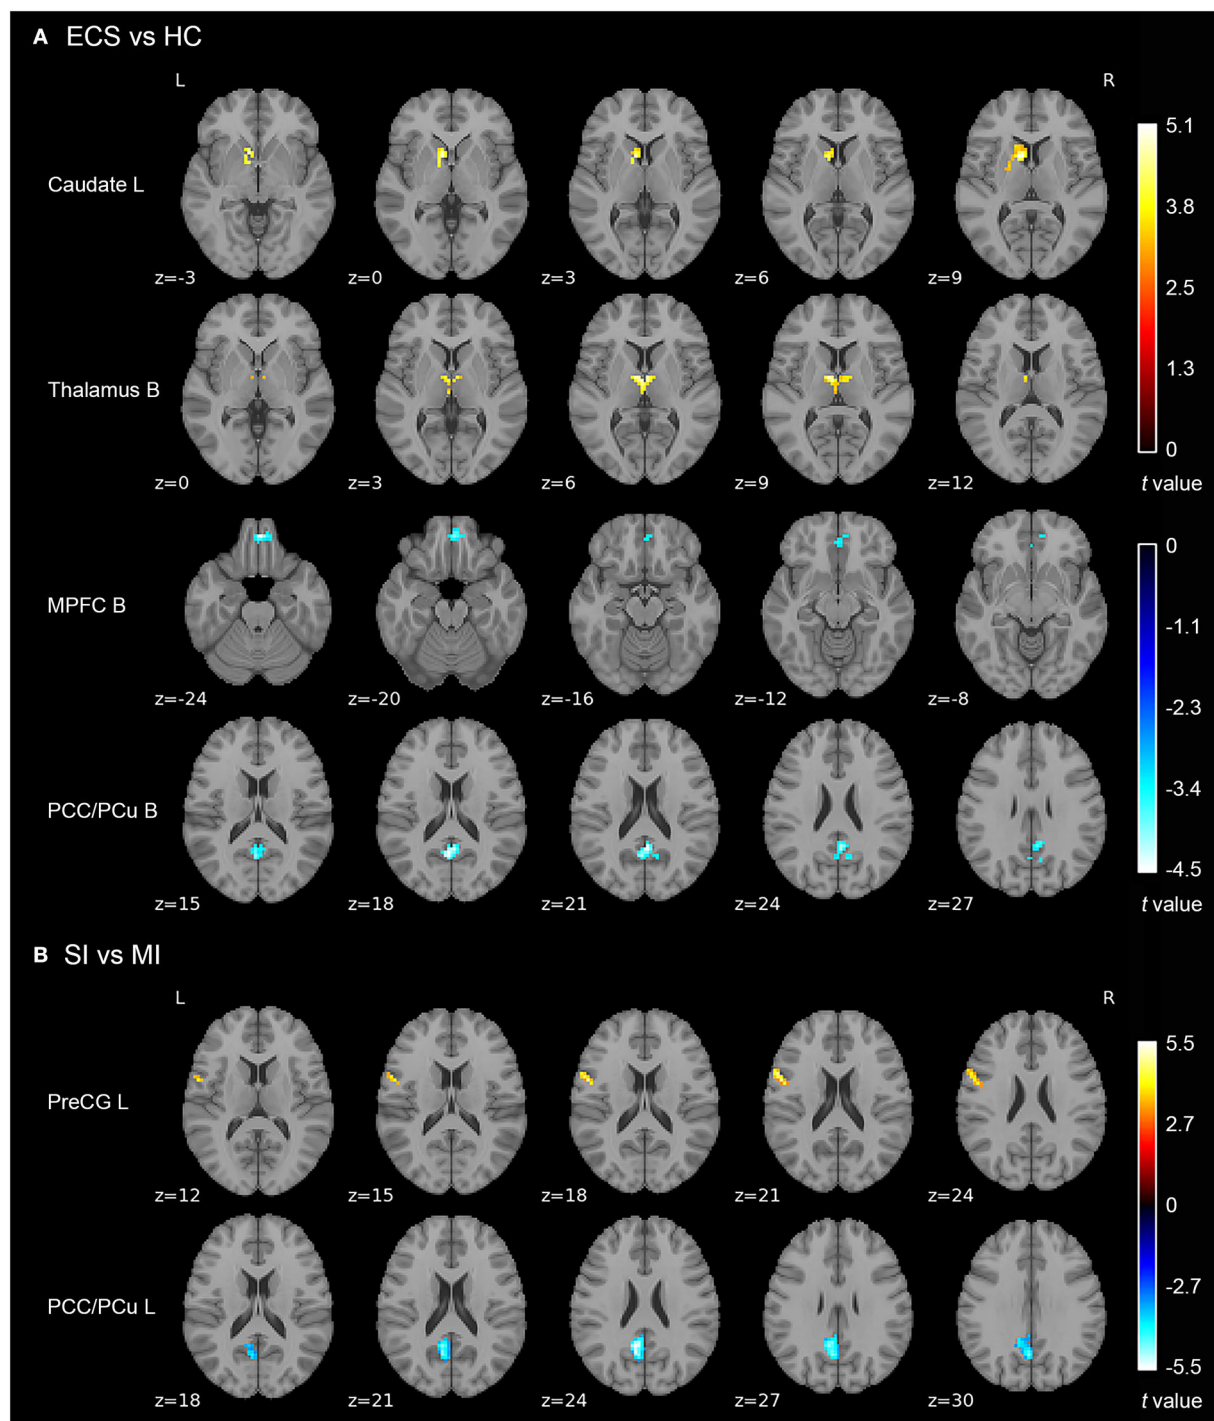 A ECS vs HC
L R
5.1
Caudate L
3.8
z=-3 z=0 z=3 z=6 z=9
2.5
1.3
Thalamus B
0
z=0 z=3 z=6 z=9 z=12
t value
0
MPFC B
-1.1
z=-24 z=-20 z=-16 z=-12 z=-8
-2.3
-3.4
PCC/PCu B
-4.5
z=15 z=18 z=21 z=24 z=27
t value
B SI vs MI
L R
5.5
PreCG L
2.7
z=12 z=15 z=18 z=21 z=24
0
-2.7
PCC/PCu L
-5.5
z=18 z=21 z=24 z=27 z=30
t value